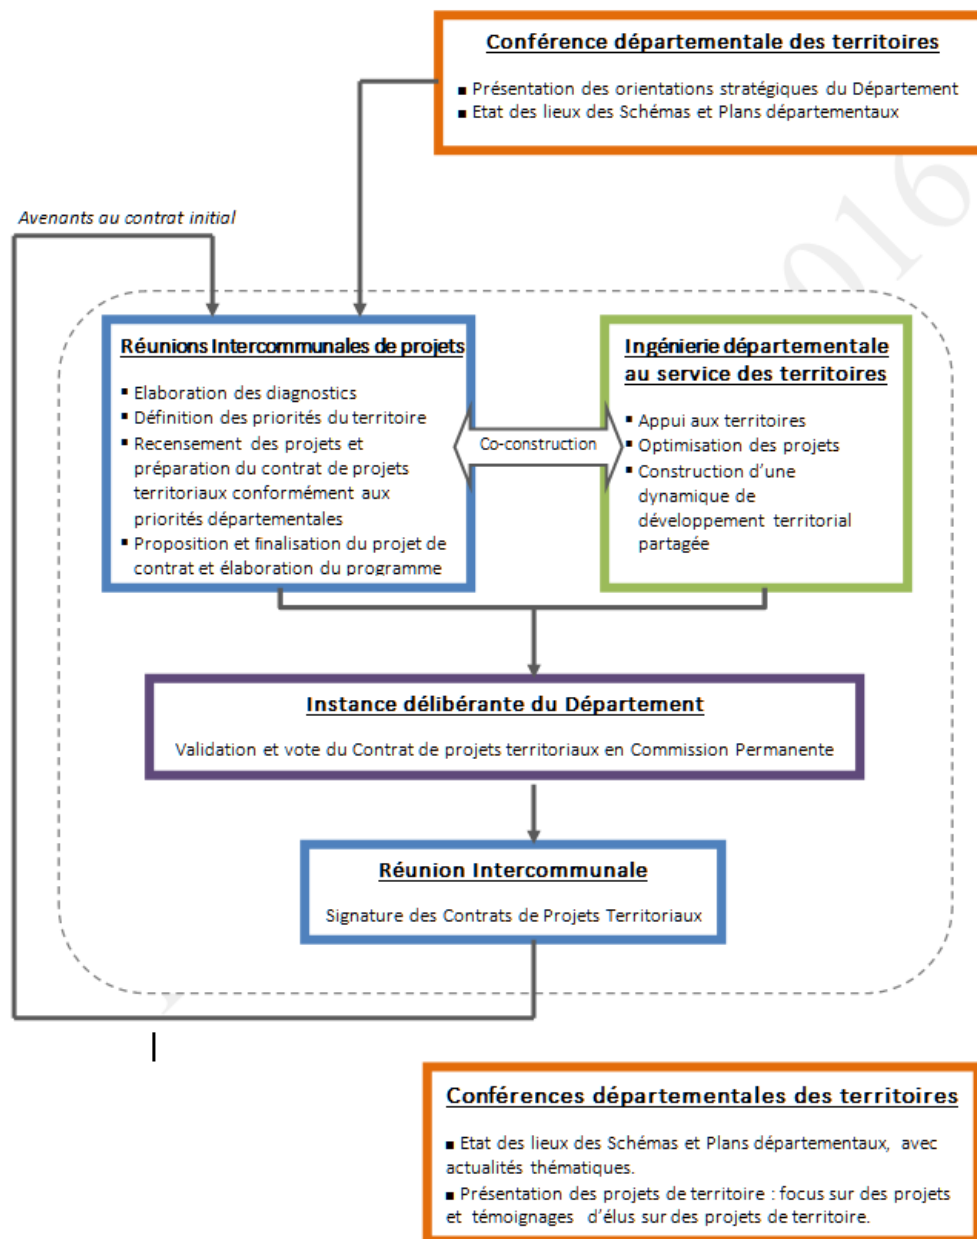 Conférence départementale des territoires
■ Présentation des orientations stratégiques du Département
■ Etat des lieux des Schémas et Plans départementaux
Avenants au contrat initial
Réunions Intercommunales de projets
▪ Elaboration des diagnostics
▪ Définition des priorités du territoire
▪ Recensement des projets et
préparation du contrat de projets
territoriaux conformément aux
priorités départementales
▪ Proposition et finalisation du projet de
contrat et élaboration du programme
Co-construction
Ingénierie départementale
au service des territoires
▪ Appui aux territoires
▪ Optimisation des projets
▪ Construction d’une
dynamique de
développement territorial
partagée
Instance délibérante du Département
Validation et vote du Contrat de projets territoriaux en Commission Permanente
Réunion Intercommunale
Signature des Contrats de Projets Territoriaux
Conférences départementales des territoires
■ Etat des lieux des Schémas et Plans départementaux, avec
actualités thématiques.
■ Présentation des projets de territoire : focus sur des projets
et témoignages d’élus sur des projets de territoire.
016